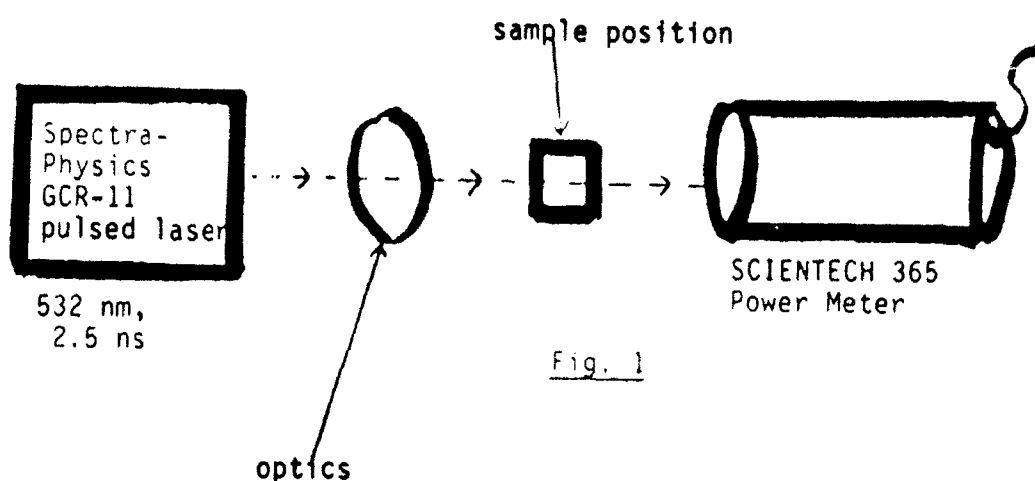 sample position
Spectra-
Physics
GCR-11
pulsed laser
532 nm,
2.5 ns
SCIENTECH 365
Power Meter
Fig. 1
optics